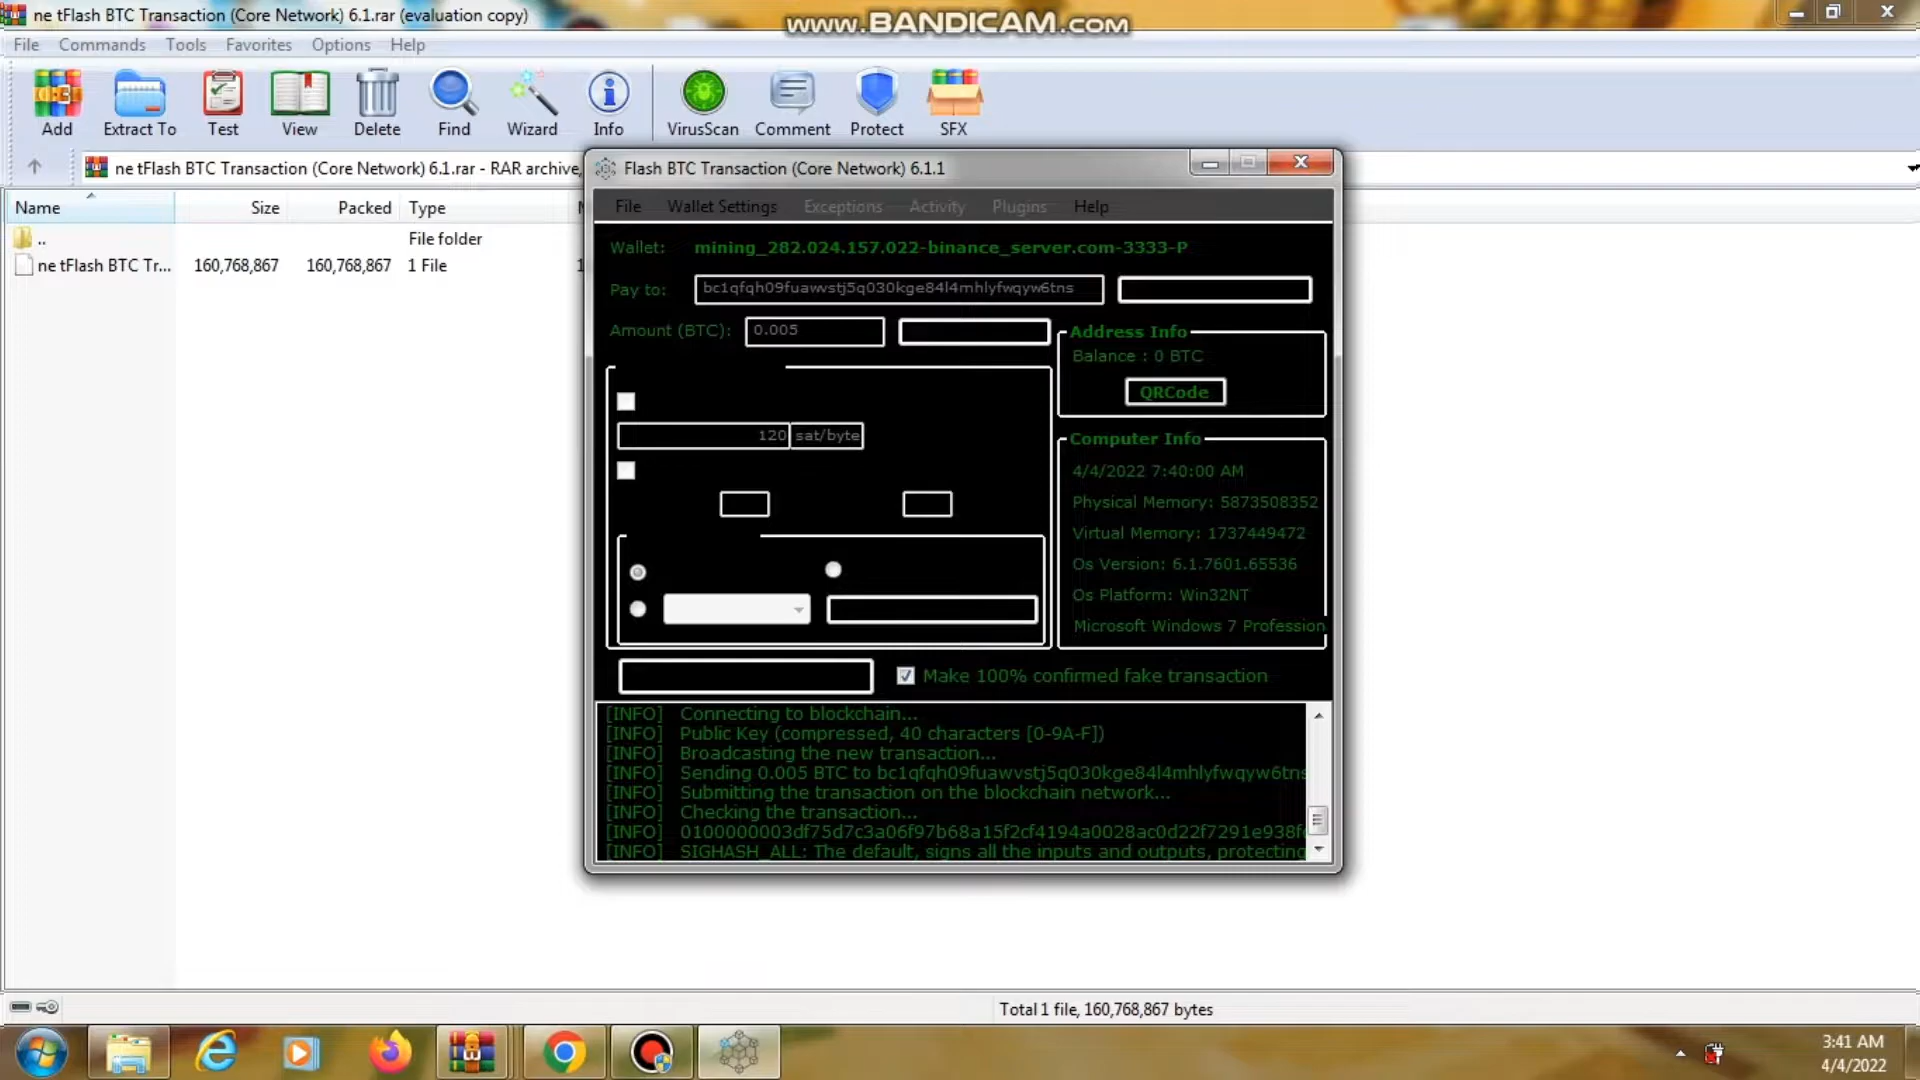 ne tFlash BTC Transaction (Core Network) 6.1.rar (evaluation copy)
www.BANDICAM.com
File Commands Tools Favorites Options Help
Add Extract To Test View Delete Find Wizard Info VirusScan Comment Protect SFX
ne tFlash BTC Transaction (Core Network) 6.1.rar - RAR archive,
Name Size Packed Type
.. File folder
ne tFlash BTC Tr... 160,768,867 160,768,867 1 File
Flash BTC Transaction (Core Network) 6.1.1
File Wallet Settings Exceptions Activity Plugins Help
Wallet: mining_282.024.157.022-binance_server.com-3333-P
Pay to: bc1qfqh09fuawvstj5q030kge84l4mhlyfwqyw6tns
Amount (BTC): 0.005
Address Info
Balance : 0 BTC
QRCode
120 sat/byte
Computer Info
4/4/2022 7:40:00 AM
Physical Memory: 5873508352
Virtual Memory: 1737449472
Os Version: 6.1.7601.65536
Os Platform: Win32NT
Microsoft Windows 7 Profession
Make 100% confirmed fake transaction
[INFO] Connecting to blockchain...
[INFO] Public Key (compressed, 40 characters [0-9A-F])
[INFO] Broadcasting the new transaction...
[INFO] Sending 0.005 BTC to bc1qfqh09fuawvstj5q030kge84l4mhlyfwqyw6tns
[INFO] Submitting the transaction on the blockchain network...
[INFO] Checking the transaction...
[INFO] 0100000003df75d7c3a06f97b68a15f2cf4194a0028ac0d22f7291e938f
[INFO] SIGHASH_ALL: The default, signs all the inputs and outputs, protecting
Total 1 file, 160,768,867 bytes
3:41 AM
4/4/2022